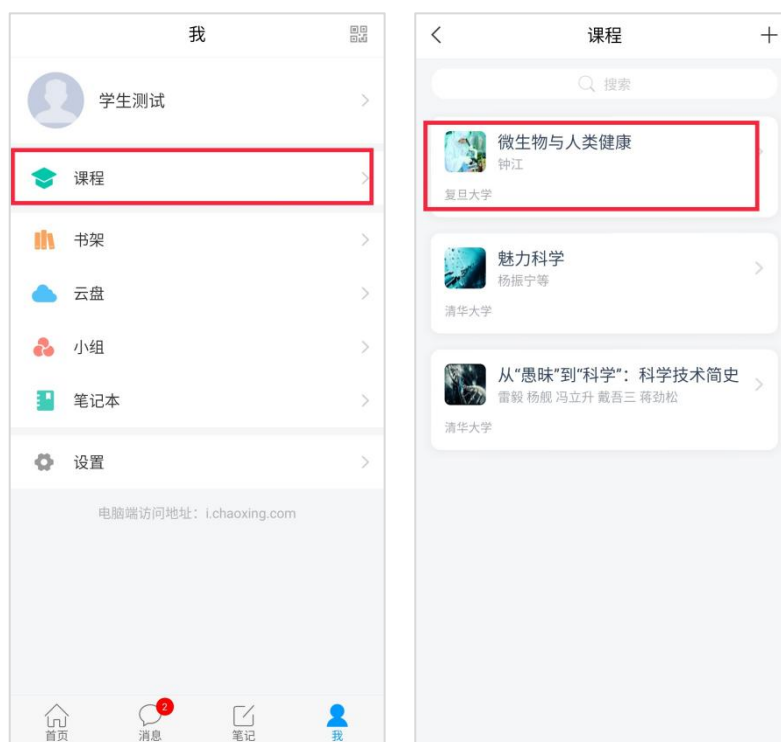 我
学生测试
课程
书架
云盘
小组
笔记本
设置
电脑端访问地址：i.chaoxing.com
2
首页
消息
笔记
我
课程
搜索
微生物与人类健康
钟江
复旦大学
魅力科学
杨振宁等
清华大学
从“愚昧”到“科学”：科学技术简史
雷毅 杨舰 冯立升 戴吾三 蒋劲松
清华大学